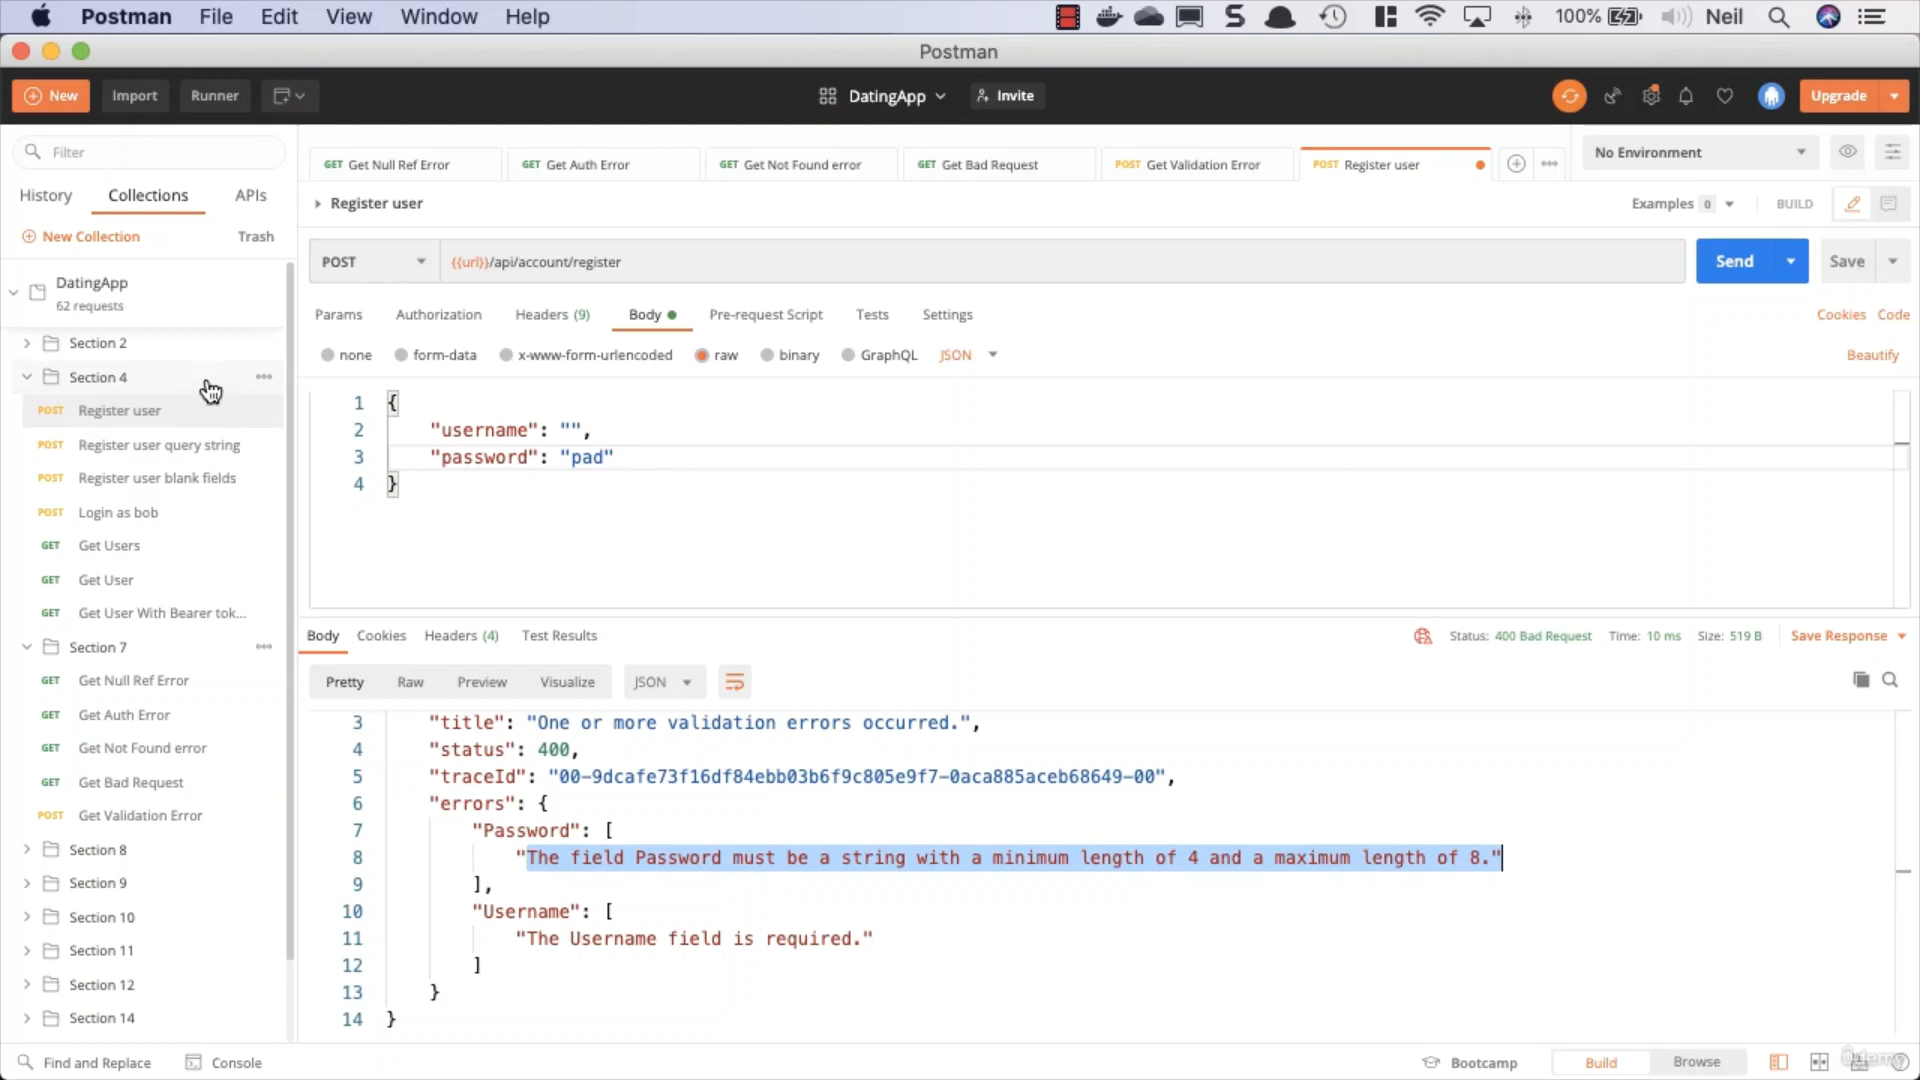 Postman File Edit View Window Help 100% Neil
Postman
New Import Runner DatingApp Invite Upgrade
Filter
History Collections APIs
New Collection Trash
DatingApp
62 requests
Section 2
Section 4
POST Register user
POST Register user query string
POST Register user blank fields
POST Login as bob
GET Get Users
GET Get User
GET Get User With Bearer tok...
Section 7
GET Get Null Ref Error
GET Get Auth Error
GET Get Not Found error
GET Get Bad Request
POST Get Validation Error
Section 8
Section 9
Section 10
Section 11
Section 12
Section 14
GET Get Null Ref Error GET Get Auth Error GET Get Not Found error GET Get Bad Request POST Get Validation Error POST Register user No Environment
Register user Examples 0 BUILD
POST {{url}}/api/account/register Send Save
Params Authorization Headers (9) Body Pre-request Script Tests Settings Cookies Code
none form-data x-www-form-urlencoded raw binary GraphQL JSON Beautify
1 {
2 "username": "",
3 "password": "pad"
4 }
Body Cookies Headers (4) Test Results Status: 400 Bad Request Time: 10 ms Size: 519 B Save Response
Pretty Raw Preview Visualize JSON
3 "title": "One or more validation errors occurred.",
4 "status": 400,
5 "traceId": "00-9dcafe73f16df84ebb03b6f9c805e9f7-0aca885aceb68649-00",
6 "errors": {
7 "Password": [
8 "The field Password must be a string with a minimum length of 4 and a maximum length of 8."
9 ],
10 "Username": [
11 "The Username field is required."
12 ]
13 }
14 }
Find and Replace Console Bootcamp Build Browse
Udemy